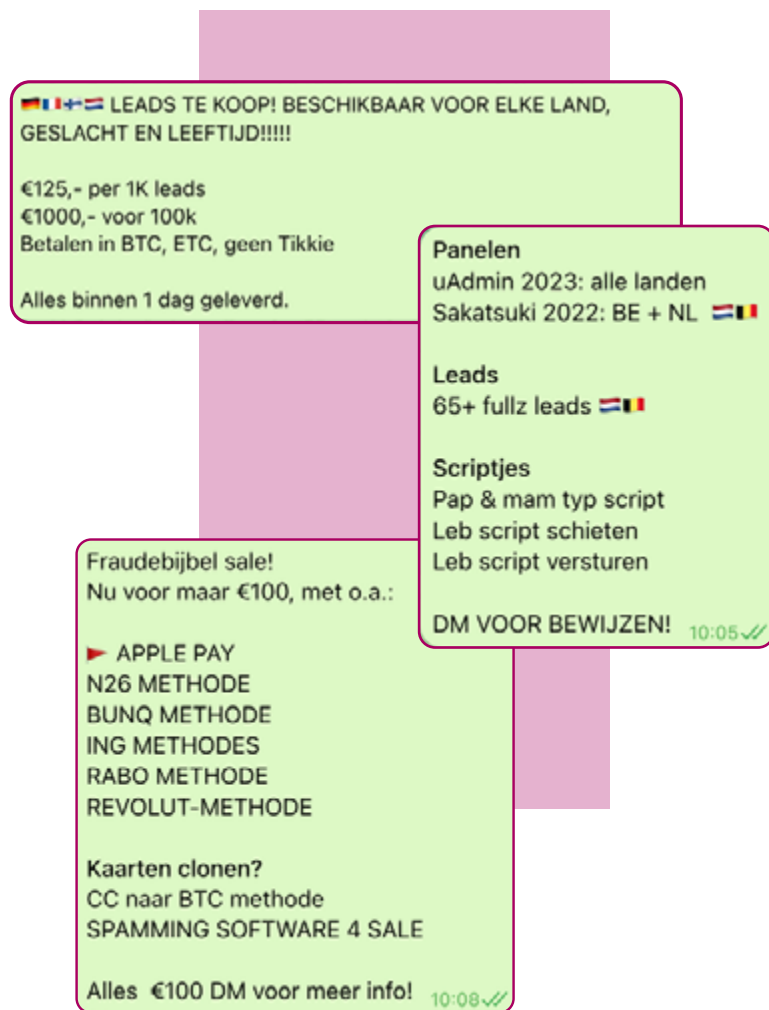 🇩🇪🇫🇷🇫🇮🇳🇱 LEADS TE KOOP! BESCHIKBAAR VOOR ELKE LAND,
GESLACHT EN LEEFTIJD!!!!!
€125,- per 1K leads
€1000,- voor 100k
Betalen in BTC, ETC, geen Tikkie
Alles binnen 1 dag geleverd.
Panelen
uAdmin 2023: alle landen
Sakatsuki 2022: BE + NL 🇳🇱🇧🇪
Leads
65+ fullz leads 🇳🇱🇧🇪
Scriptjes
Pap & mam typ script
Leb script schieten
Leb script versturen
DM VOOR BEWIJZEN!
10:05
Fraudebijbel sale!
Nu voor maar €100, met o.a.:
🚩 APPLE PAY
N26 METHODE
BUNQ METHODE
ING METHODES
RABO METHODE
REVOLUT-METHODE
Kaarten clonen?
CC naar BTC methode
SPAMMING SOFTWARE 4 SALE
Alles €100 DM voor meer info!
10:08